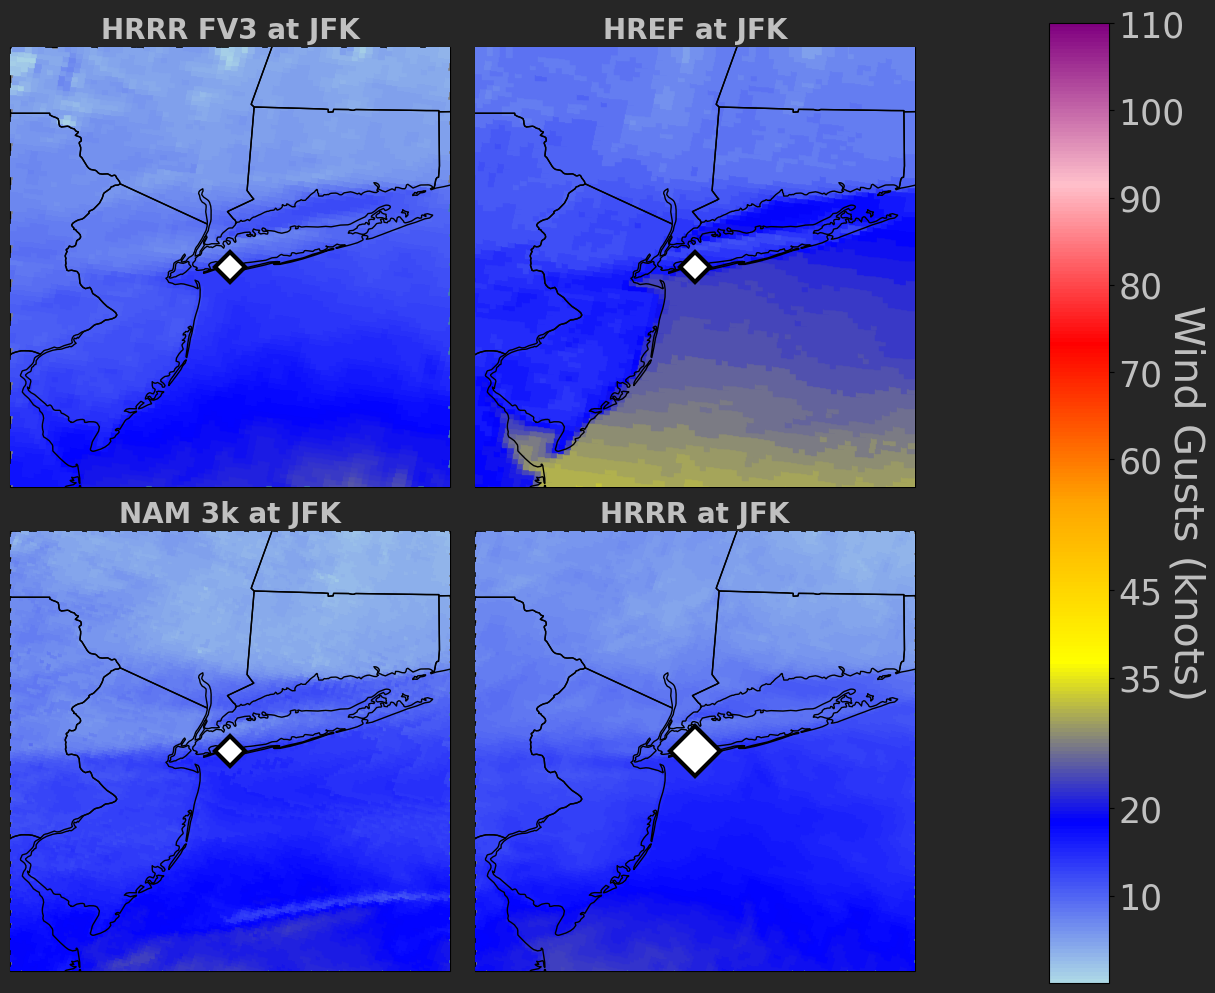 HRRR FV3 at JFK
HREF at JFK
NAM 3k at JFK
HRRR at JFK
110
100
90
80
70
60
45
35
20
10
Wind Gusts (knots)